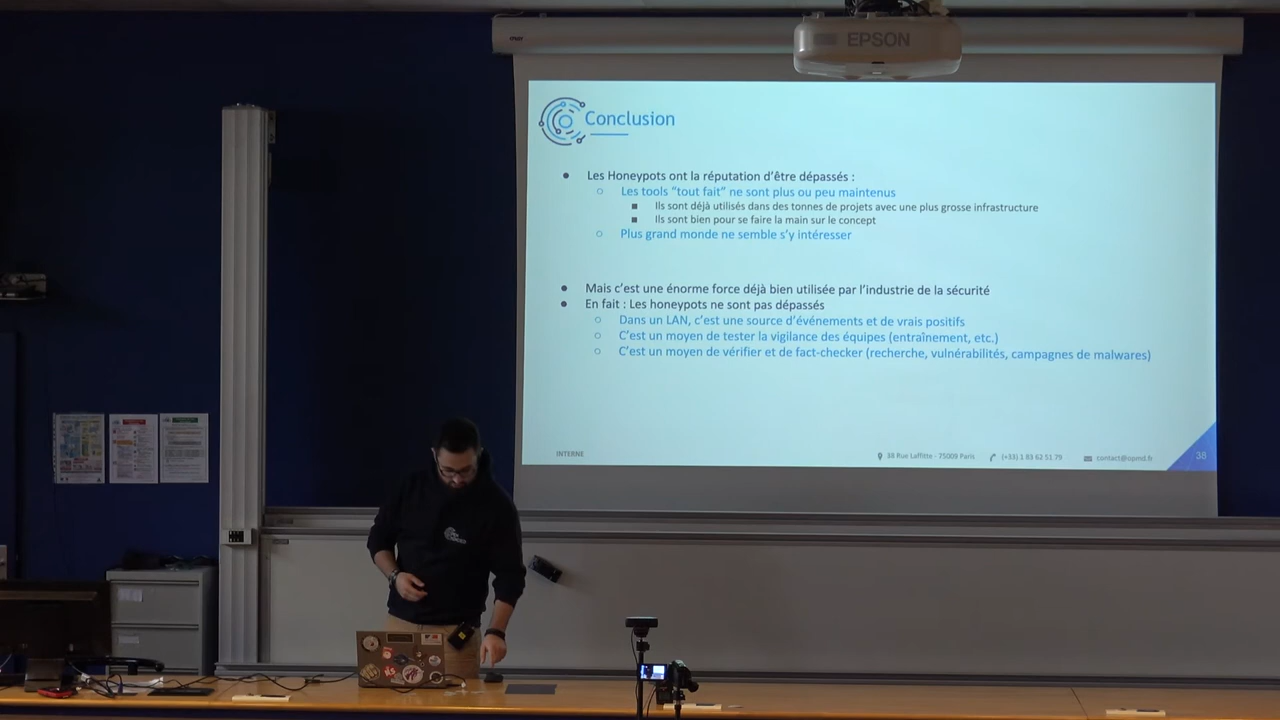 EPSON
Conclusion
Les Honeypots ont la réputation d'être dépassés :
Les tools "tout fait" ne sont plus ou peu maintenus
Ils sont déjà utilisés dans des tonnes de projets avec une plus grosse infrastructure
Ils sont bien pour se faire la main sur le concept
Plus grand monde ne semble s'y intéresser
Mais c'est une énorme force déjà bien utilisée par l'industrie de la sécurité
En fait : Les honeypots ne sont pas dépassés
Dans un LAN, c'est une source d'événements et de vrais positifs
C'est un moyen de tester la vigilance des équipes (entraînement, etc.)
C'est un moyen de vérifier et de fact-checker (recherche, vulnérabilités, campagnes de malwares)
INTERNE
38 Rue Laffitte - 75009 Paris
(+33) 1 83 62 51 79
38